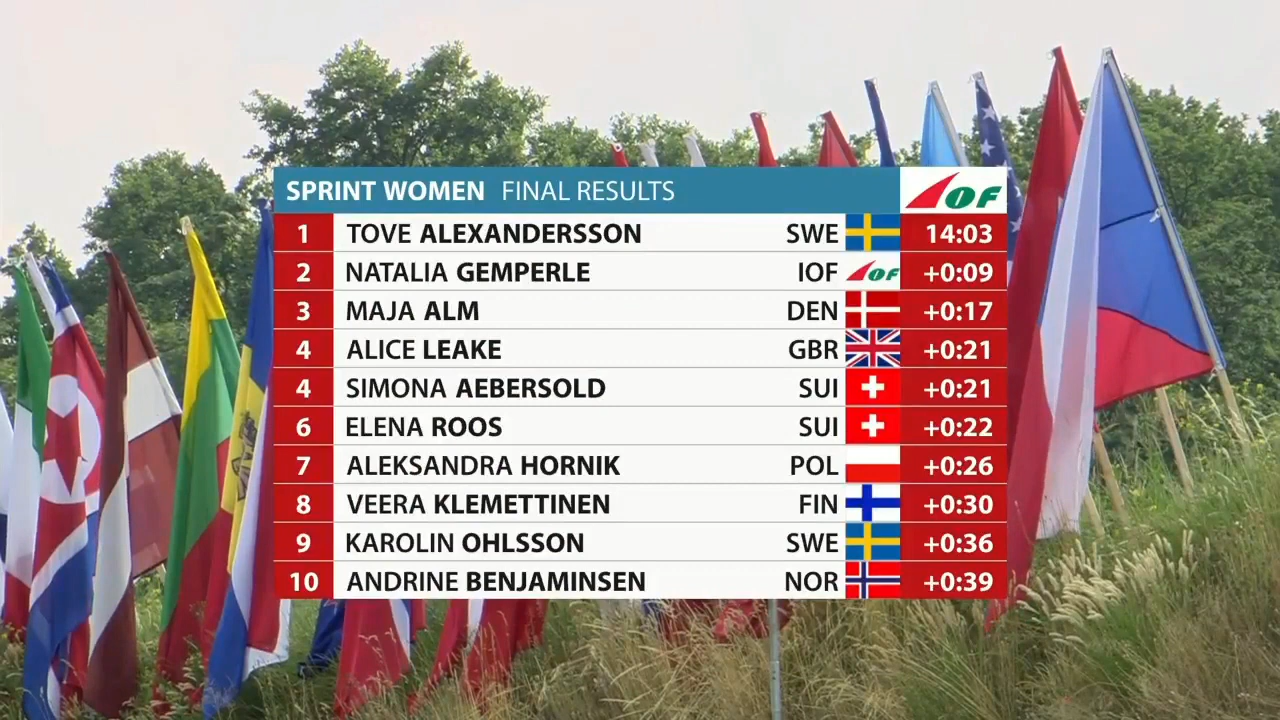 SPRINT WOMEN FINAL RESULTS IOF
1 TOVE ALEXANDERSSON SWE 14:03
2 NATALIA GEMPERLE IOF IOF +0:09
3 MAJA ALM DEN +0:17
4 ALICE LEAKE GBR +0:21
4 SIMONA AEBERSOLD SUI +0:21
6 ELENA ROOS SUI +0:22
7 ALEKSANDRA HORNIK POL +0:26
8 VEERA KLEMETTINEN FIN +0:30
9 KAROLIN OHLSSON SWE +0:36
10 ANDRINE BENJAMINSEN NOR +0:39